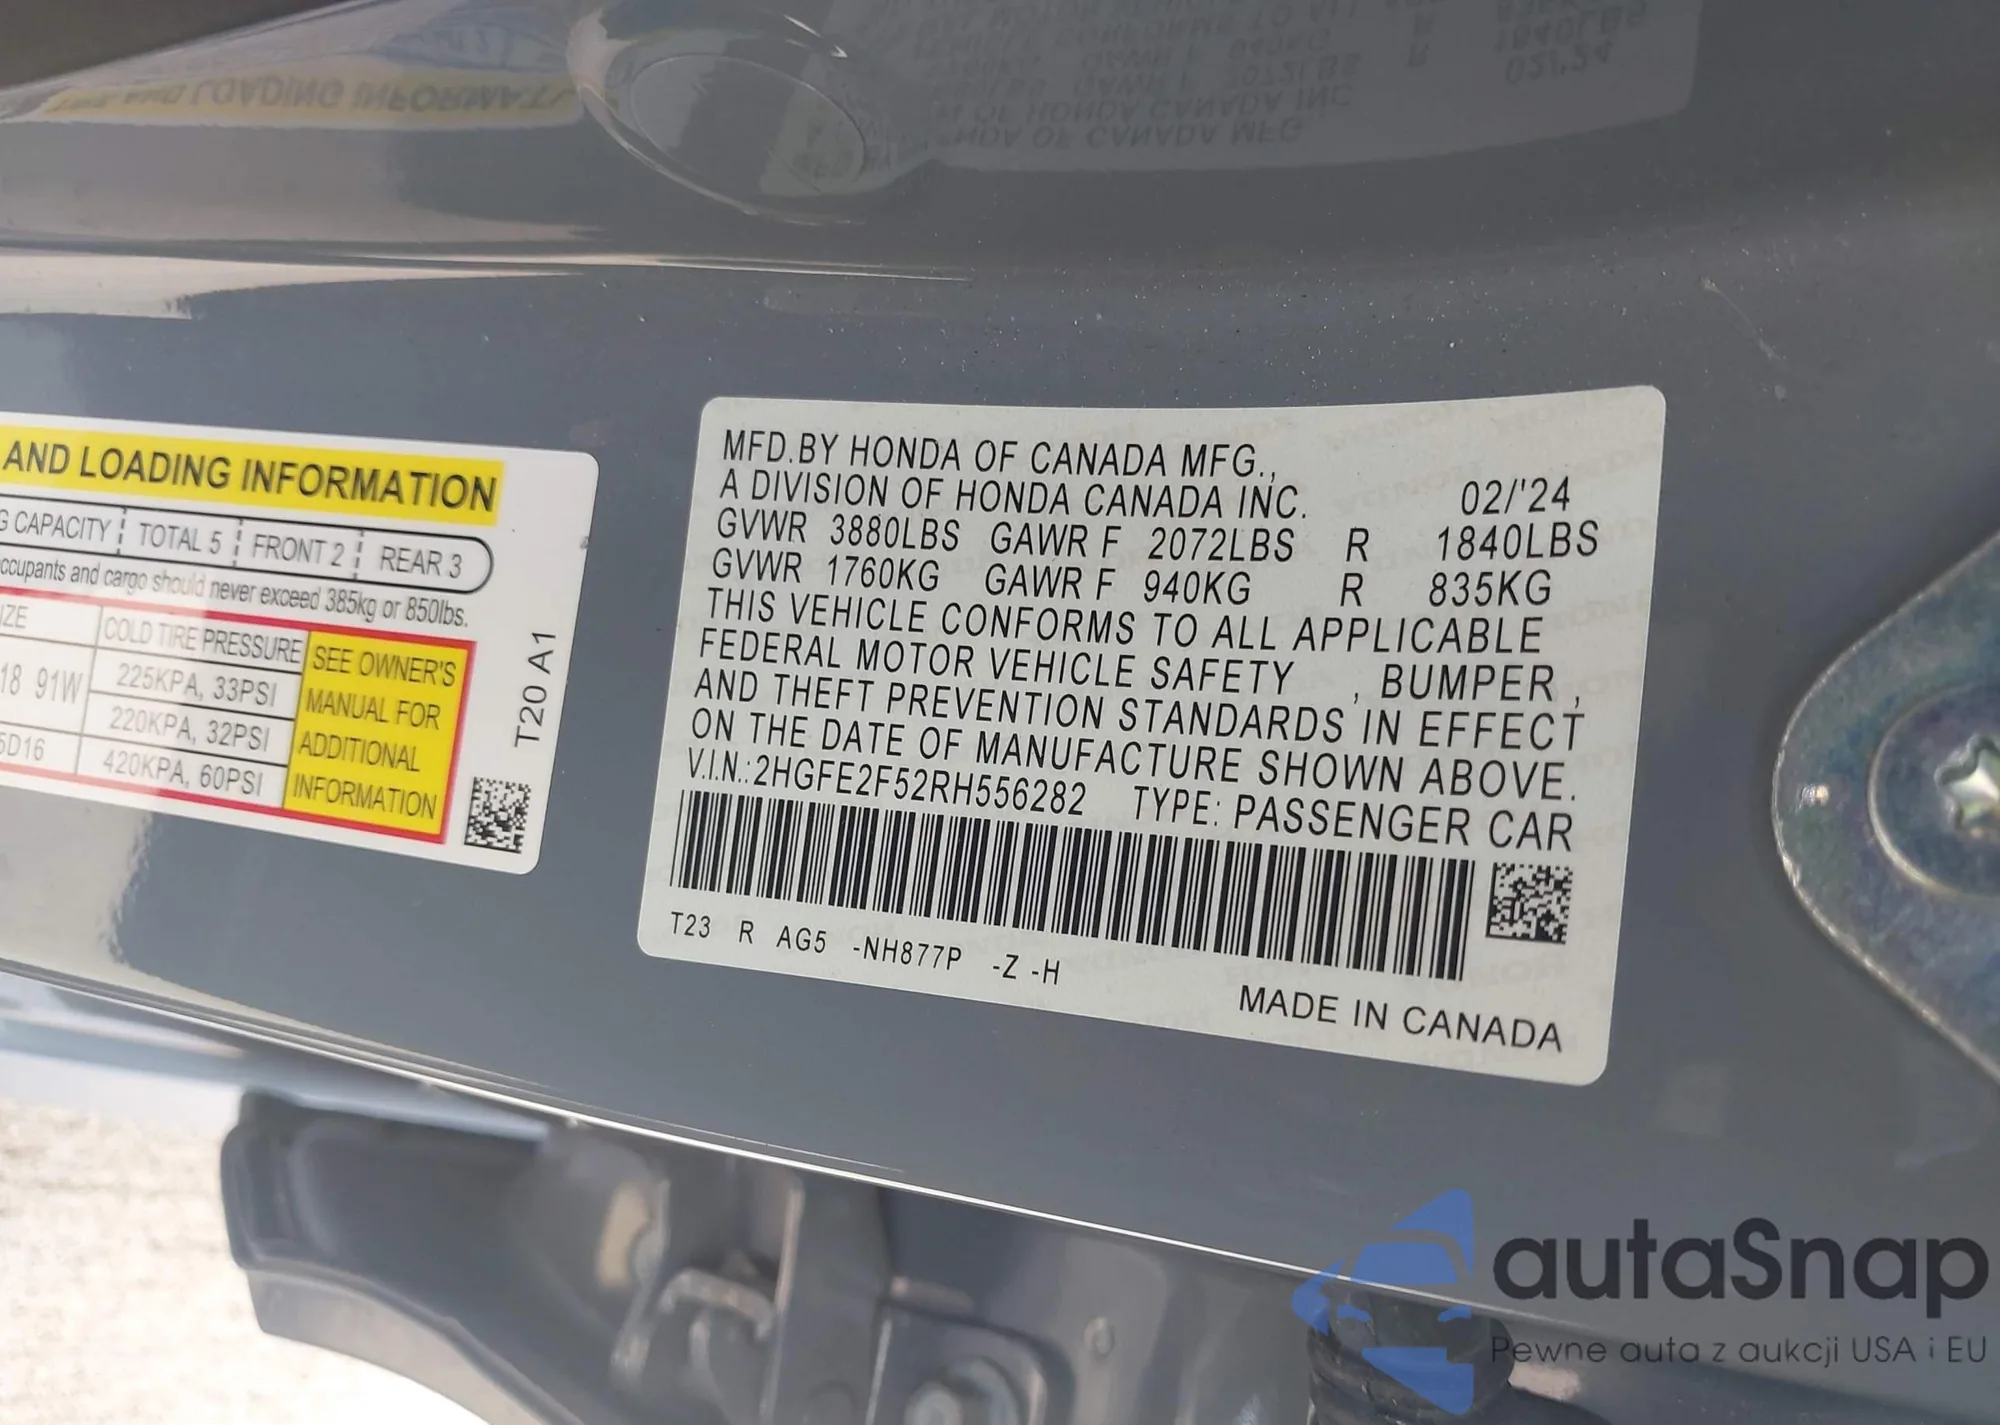 AND LOADING INFORMATION
G CAPACITY TOTAL 5 FRONT 2 REAR 3
ccupants and cargo should never exceed 385kg or 850lbs.
IZE COLD TIRE PRESSURE SEE OWNER'S
MANUAL FOR
ADDITIONAL
INFORMATION
18 91W 225KPA, 33PSI
220KPA, 32PSI
5D16 420KPA, 60PSI
T20 A1
MFD.BY HONDA OF CANADA MFG.,
A DIVISION OF HONDA CANADA INC. 02/'24
GVWR 3880LBS GAWR F 2072LBS R 1840LBS
GVWR 1760KG GAWR F 940KG R 835KG
THIS VEHICLE CONFORMS TO ALL APPLICABLE
FEDERAL MOTOR VEHICLE SAFETY , BUMPER ,
AND THEFT PREVENTION STANDARDS IN EFFECT
ON THE DATE OF MANUFACTURE SHOWN ABOVE.
V.I.N.:2HGFE2F52RH556282 TYPE: PASSENGER CAR
T23 R AG5 -NH877P -Z -H
MADE IN CANADA
autaSnap
Pewne auta z aukcji USA i EU